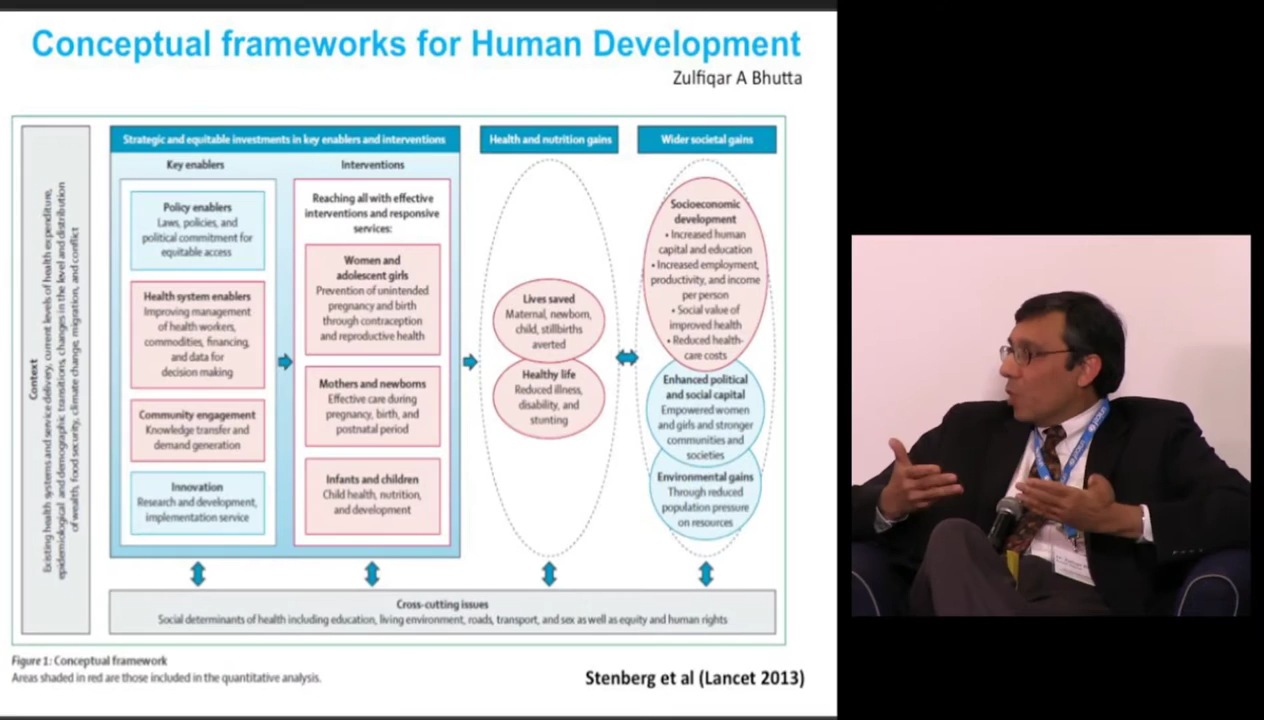 Conceptual frameworks for Human Development
Zulfiqar A Bhutta
Context
Existing health systems and service delivery, current levels of health expenditure,
epidemiological and demographic transitions, changes in the level and distribution
of wealth, food security, climate change, migration, and conflict
Strategic and equitable investments in key enablers and interventions
Key enablers
Policy enablers
Laws, policies, and
political commitment for
equitable access
Health system enablers
Improving management
of health workers,
commodities, financing,
and data for
decision making
Community engagement
Knowledge transfer and
demand generation
Innovation
Research and development,
implementation service
Interventions
Reaching all with effective
interventions and responsive
services:
Women and
adolescent girls
Prevention of unintended
pregnancy and birth
through contraception
and reproductive health
Mothers and newborns
Effective care during
pregnancy, birth, and
postnatal period
Infants and children
Child health, nutrition,
and development
Health and nutrition gains
Lives saved
Maternal, newborn,
child, stillbirths
averted
Healthy life
Reduced illness,
disability, and
stunting
Wider societal gains
Socioeconomic
development
• Increased human
capital and education
• Increased employment,
productivity, and income
per person
• Social value of
improved health
• Reduced health-
care costs
Enhanced political
and social capital
Empowered women
and girls and stronger
communities and
societies
Environmental gains
Through reduced
population pressure
on resources
Cross-cutting issues
Social determinants of health including education, living environment, roads, transport, and sex as well as equity and human rights
Figure 1: Conceptual framework
Areas shaded in red are those included in the quantitative analysis.
Stenberg et al (Lancet 2013)